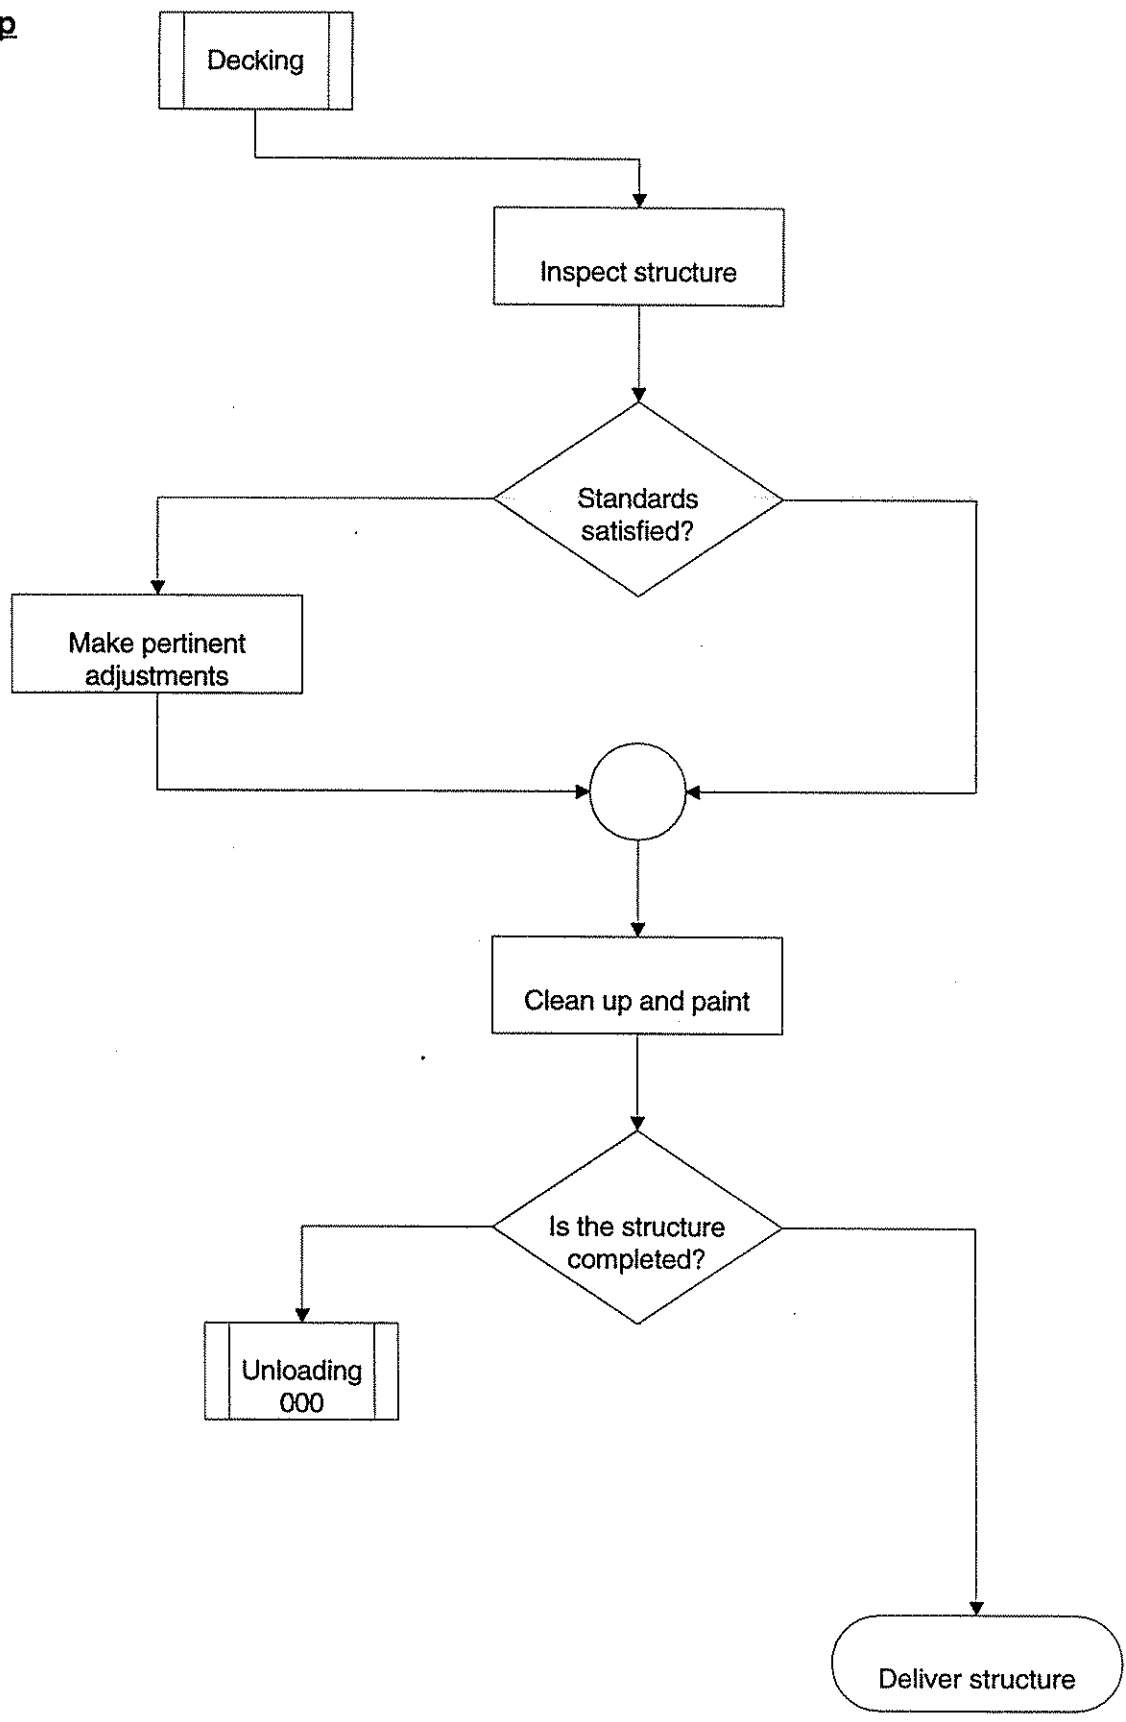 p
Decking
Inspect structure
Standards
satisfied?
Make pertinent
adjustments
Clean up and paint
Is the structure
completed?
Unloading
000
Deliver structure